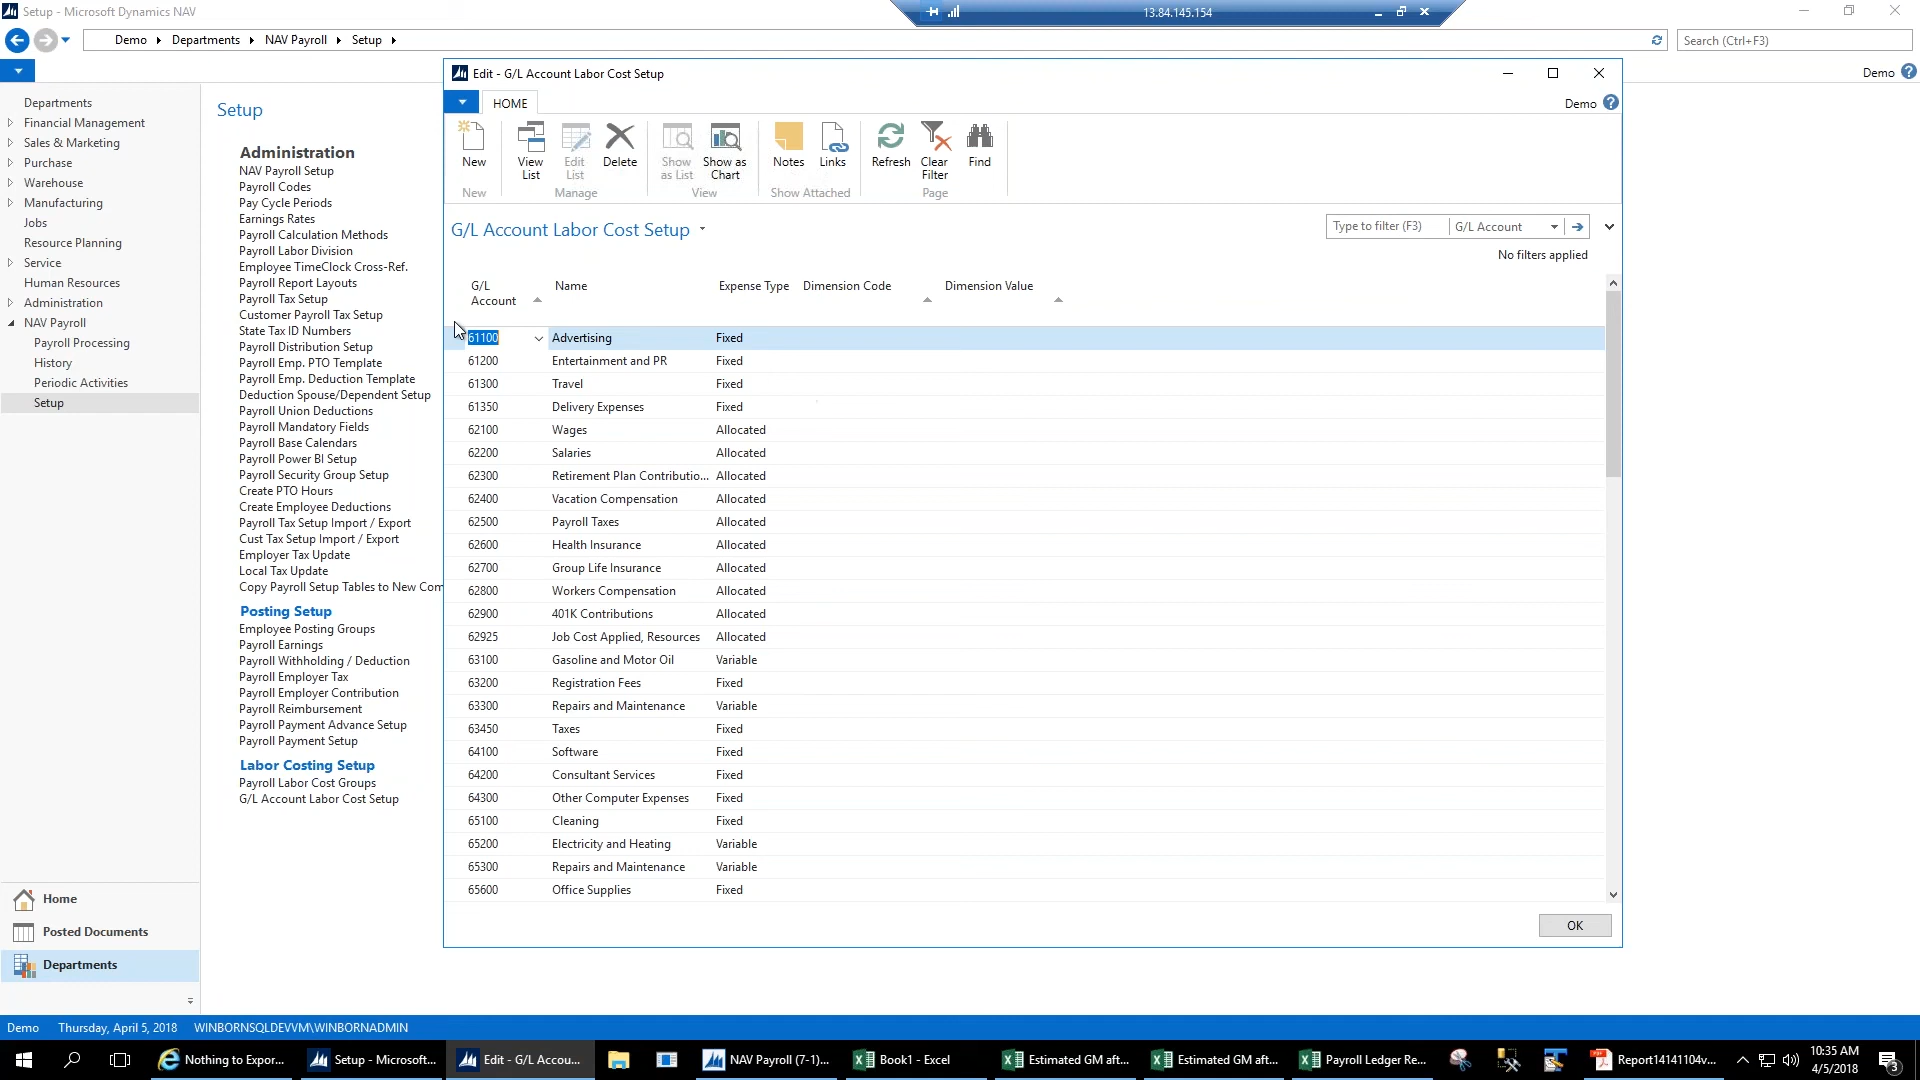 Setup - Microsoft Dynamics NAV
13.84.145.154
Demo Departments NAV Payroll Setup
Search (Ctrl+F3)
Demo
Departments
Financial Management
Sales & Marketing
Purchase
Warehouse
Manufacturing
Jobs
Resource Planning
Service
Human Resources
Administration
NAV Payroll
Payroll Processing
History
Periodic Activities
Setup
Home
Posted Documents
Departments
Setup
Administration
NAV Payroll Setup
Payroll Codes
Pay Cycle Periods
Earnings Rates
Payroll Calculation Methods
Payroll Labor Division
Employee TimeClock Cross-Ref.
Payroll Report Layouts
Payroll Tax Setup
Customer Payroll Tax Setup
State Tax ID Numbers
Payroll Distribution Setup
Payroll Emp. PTO Template
Payroll Emp. Deduction Template
Deduction Spouse/Dependent Setup
Payroll Union Deductions
Payroll Mandatory Fields
Payroll Base Calendars
Payroll Power BI Setup
Payroll Security Group Setup
Create PTO Hours
Create Employee Deductions
Payroll Tax Setup Import / Export
Cust Tax Setup Import / Export
Employer Tax Update
Local Tax Update
Copy Payroll Setup Tables to New Com
Posting Setup
Employee Posting Groups
Payroll Earnings
Payroll Withholding / Deduction
Payroll Employer Tax
Payroll Employer Contribution
Payroll Reimbursement
Payroll Payment Advance Setup
Payroll Payment Setup
Labor Costing Setup
Payroll Labor Cost Groups
G/L Account Labor Cost Setup
Edit - G/L Account Labor Cost Setup
HOME
Demo
New
View List
Edit List
Delete
Show as List
Show as Chart
Notes
Links
Refresh
Clear Filter
Find
New Manage View Show Attached Page
G/L Account Labor Cost Setup
Type to filter (F3) G/L Account
No filters applied
G/L Account Name Expense Type Dimension Code Dimension Value
61100 Advertising Fixed
61200 Entertainment and PR Fixed
61300 Travel Fixed
61350 Delivery Expenses Fixed
62100 Wages Allocated
62200 Salaries Allocated
62300 Retirement Plan Contributio... Allocated
62400 Vacation Compensation Allocated
62500 Payroll Taxes Allocated
62600 Health Insurance Allocated
62700 Group Life Insurance Allocated
62800 Workers Compensation Allocated
62900 401K Contributions Allocated
62925 Job Cost Applied, Resources Allocated
63100 Gasoline and Motor Oil Variable
63200 Registration Fees Fixed
63300 Repairs and Maintenance Variable
63450 Taxes Fixed
64100 Software Fixed
64200 Consultant Services Fixed
64300 Other Computer Expenses Fixed
65100 Cleaning Fixed
65200 Electricity and Heating Variable
65300 Repairs and Maintenance Variable
65600 Office Supplies Fixed
OK
Demo Thursday, April 5, 2018 WINBORNSQLDEVVM\WINBORNADMIN
Nothing to Expor... Setup - Microsoft... Edit - G/L Accou... NAV Payroll (7-1)... Book1 - Excel Estimated GM aft... Estimated GM aft... Payroll Ledger Re... Report14141104v...
10:35 AM
4/5/2018
3